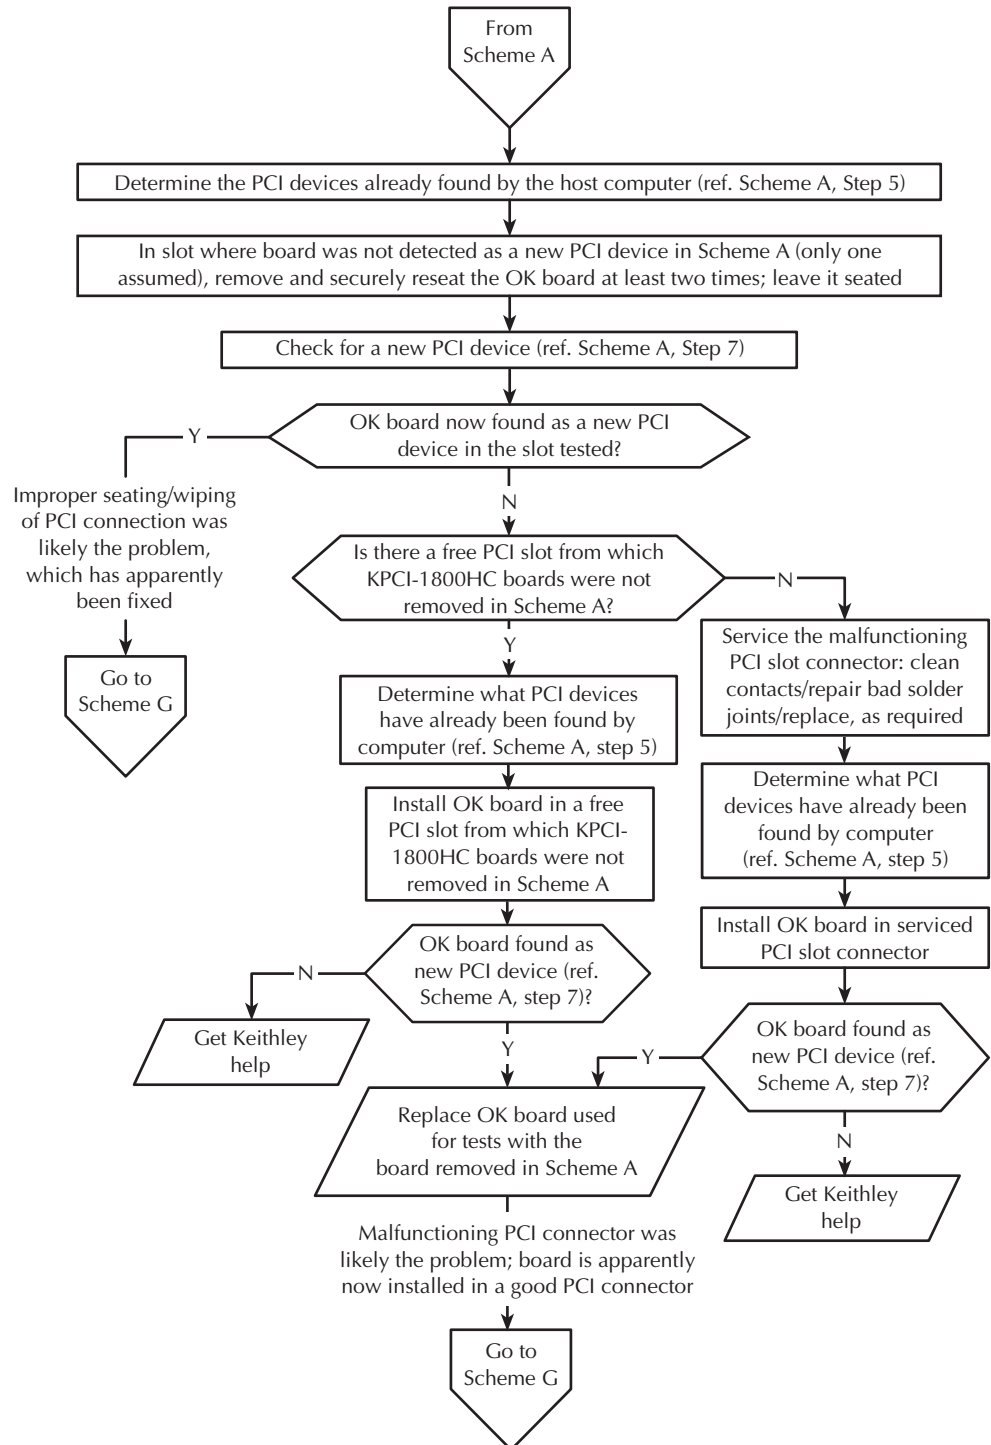 From
Scheme A
Determine the PCI devices already found by the host computer (ref. Scheme A, Step 5)
In slot where board was not detected as a new PCI device in Scheme A (only one
assumed), remove and securely reseat the OK board at least two times; leave it seated
Check for a new PCI device (ref. Scheme A, Step 7)
OK board now found as a new PCI
device in the slot tested?
Y
Improper seating/wiping
of PCI connection was
likely the problem,
which has apparently
been fixed
Go to
Scheme G
N
Is there a free PCI slot from which
KPCI-1800HC boards were not
removed in Scheme A?
N
Service the malfunctioning
PCI slot connector: clean
contacts/repair bad solder
joints/replace, as required
Y
Determine what PCI devices
have already been found by
computer (ref. Scheme A, step 5)
Determine what PCI
devices have already been
found by computer
(ref. Scheme A, step 5)
Install OK board in a free
PCI slot from which KPCI-
1800HC boards were not
removed in Scheme A
Install OK board in serviced
PCI slot connector
OK board found as
new PCI device (ref.
Scheme A, step 7)?
N
Get Keithley
help
Y
OK board found as
new PCI device (ref.
Scheme A, step 7)?
Y
N
Get Keithley
help
Replace OK board used
for tests with the
board removed in Scheme A
Malfunctioning PCI connector was
likely the problem; board is apparently
now installed in a good PCI connector
Go to
Scheme G